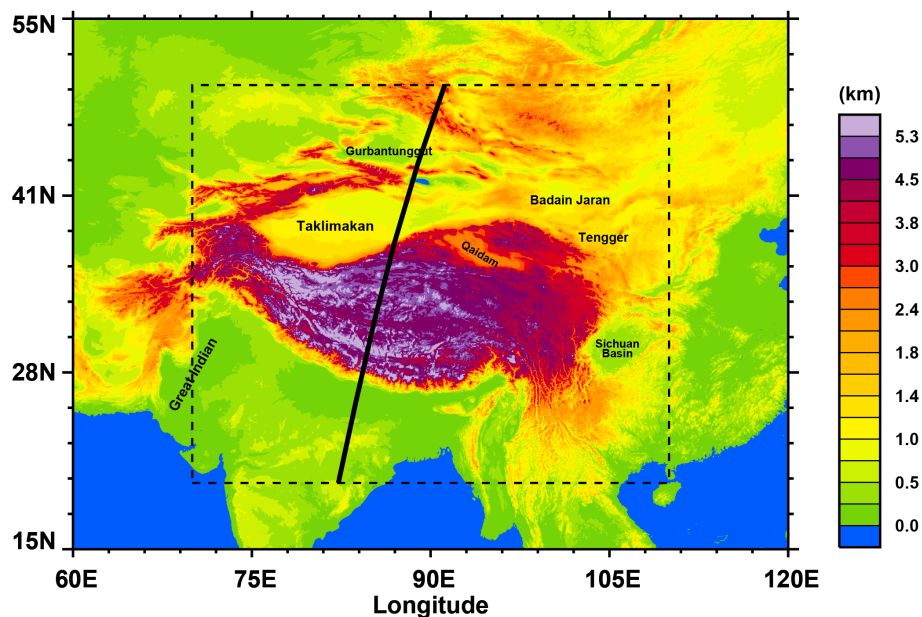 55N
41N
28N
15N
60E
75E
90E
105E
120E
Longitude
Gurbantunggut
Taklimakan
Badain Jaran
Tengger
Qaidam
Sichuan
Basin
Great Indian
(km)
5.3
4.5
3.8
3.0
2.4
1.8
1.4
1.0
0.5
0.0